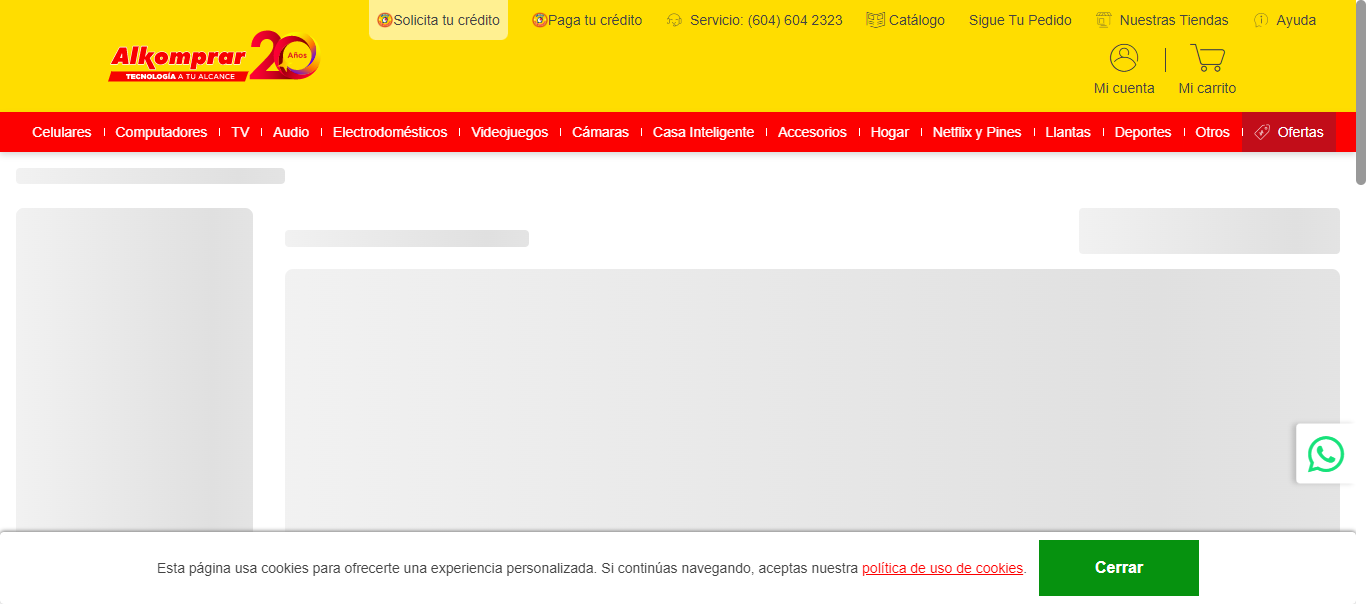 Solicita tu crédito Paga tu crédito Servicio: (604) 604 2323 Catálogo Sigue Tu Pedido Nuestras Tiendas Ayuda
Alkomprar 20 Años
TECNOLOGÍA A TU ALCANCE
Mi cuenta Mi carrito
Celulares Computadores TV Audio Electrodomésticos Videojuegos Cámaras Casa Inteligente Accesorios Hogar Netflix y Pines Llantas Deportes Otros Ofertas
Esta página usa cookies para ofrecerte una experiencia personalizada. Si continúas navegando, aceptas nuestra política de uso de cookies. Cerrar